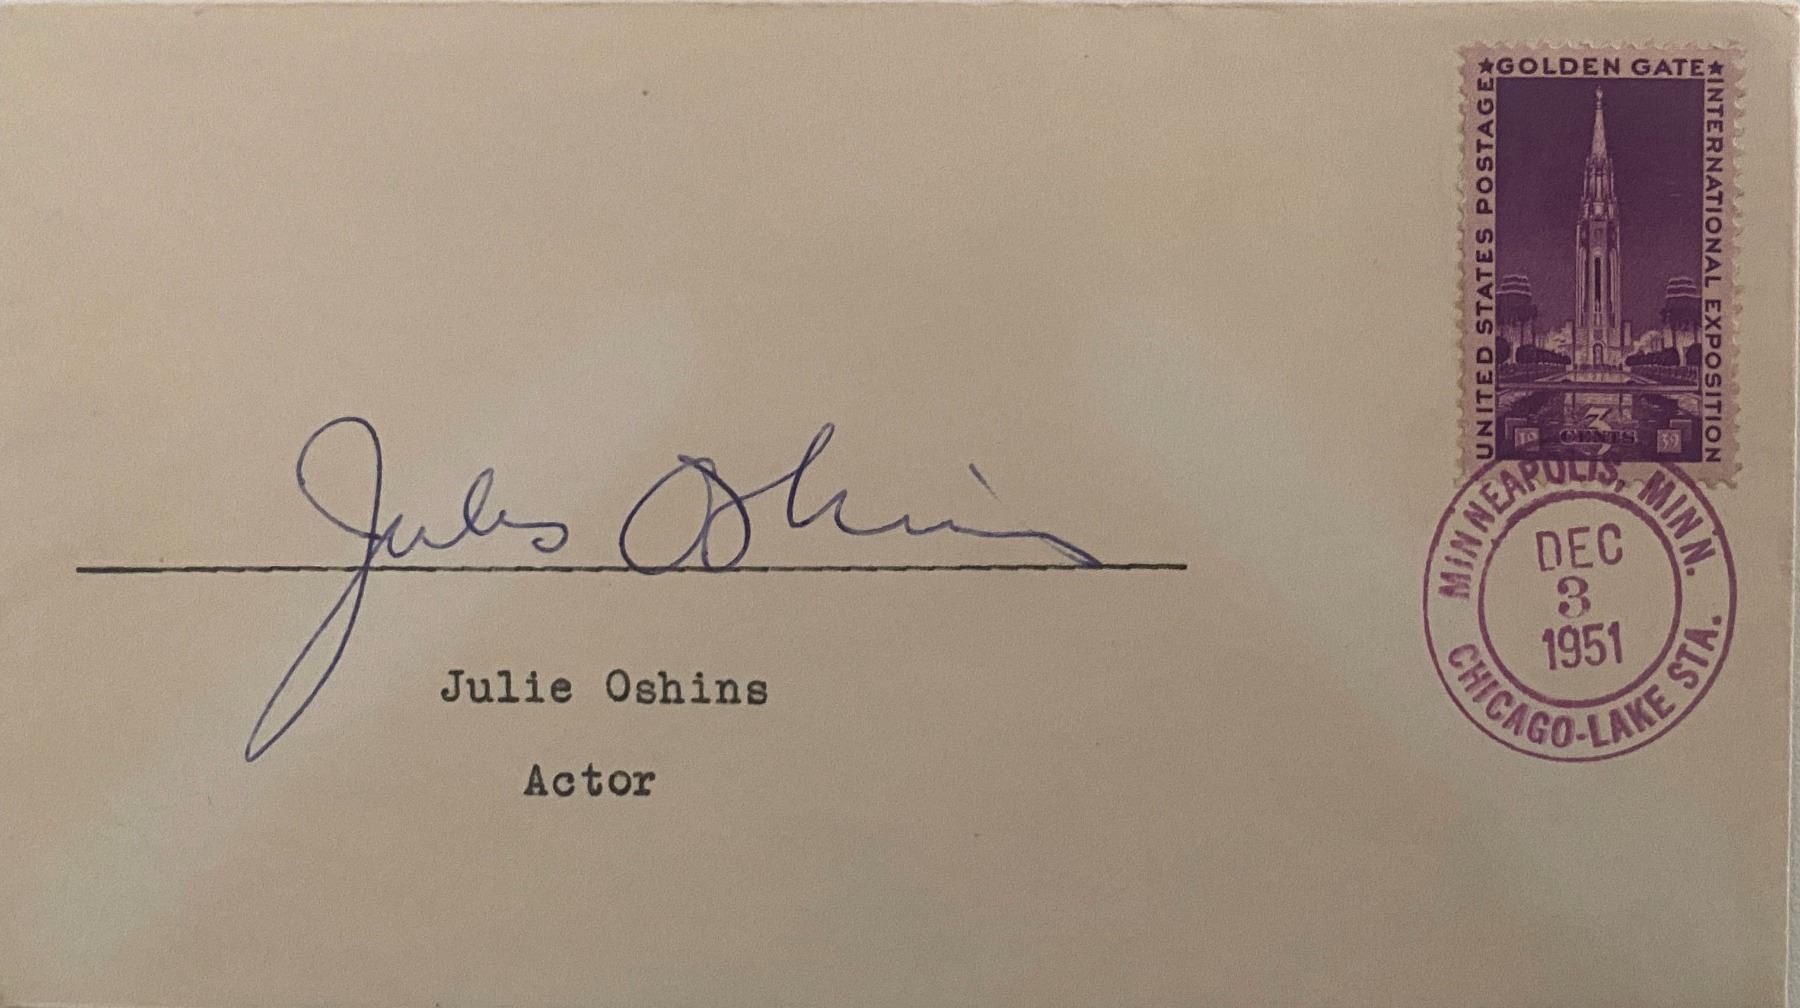 ★GOLDEN GATE★
UNITED STATES POSTAGE
INTERNATIONAL EXPOSITION
3
CENTS
19 39
Jules Oshins
MINNEAPOLIS, MINN.
DEC
3
1951
CHICAGO-LAKE STA.
Julie Oshins
Actor